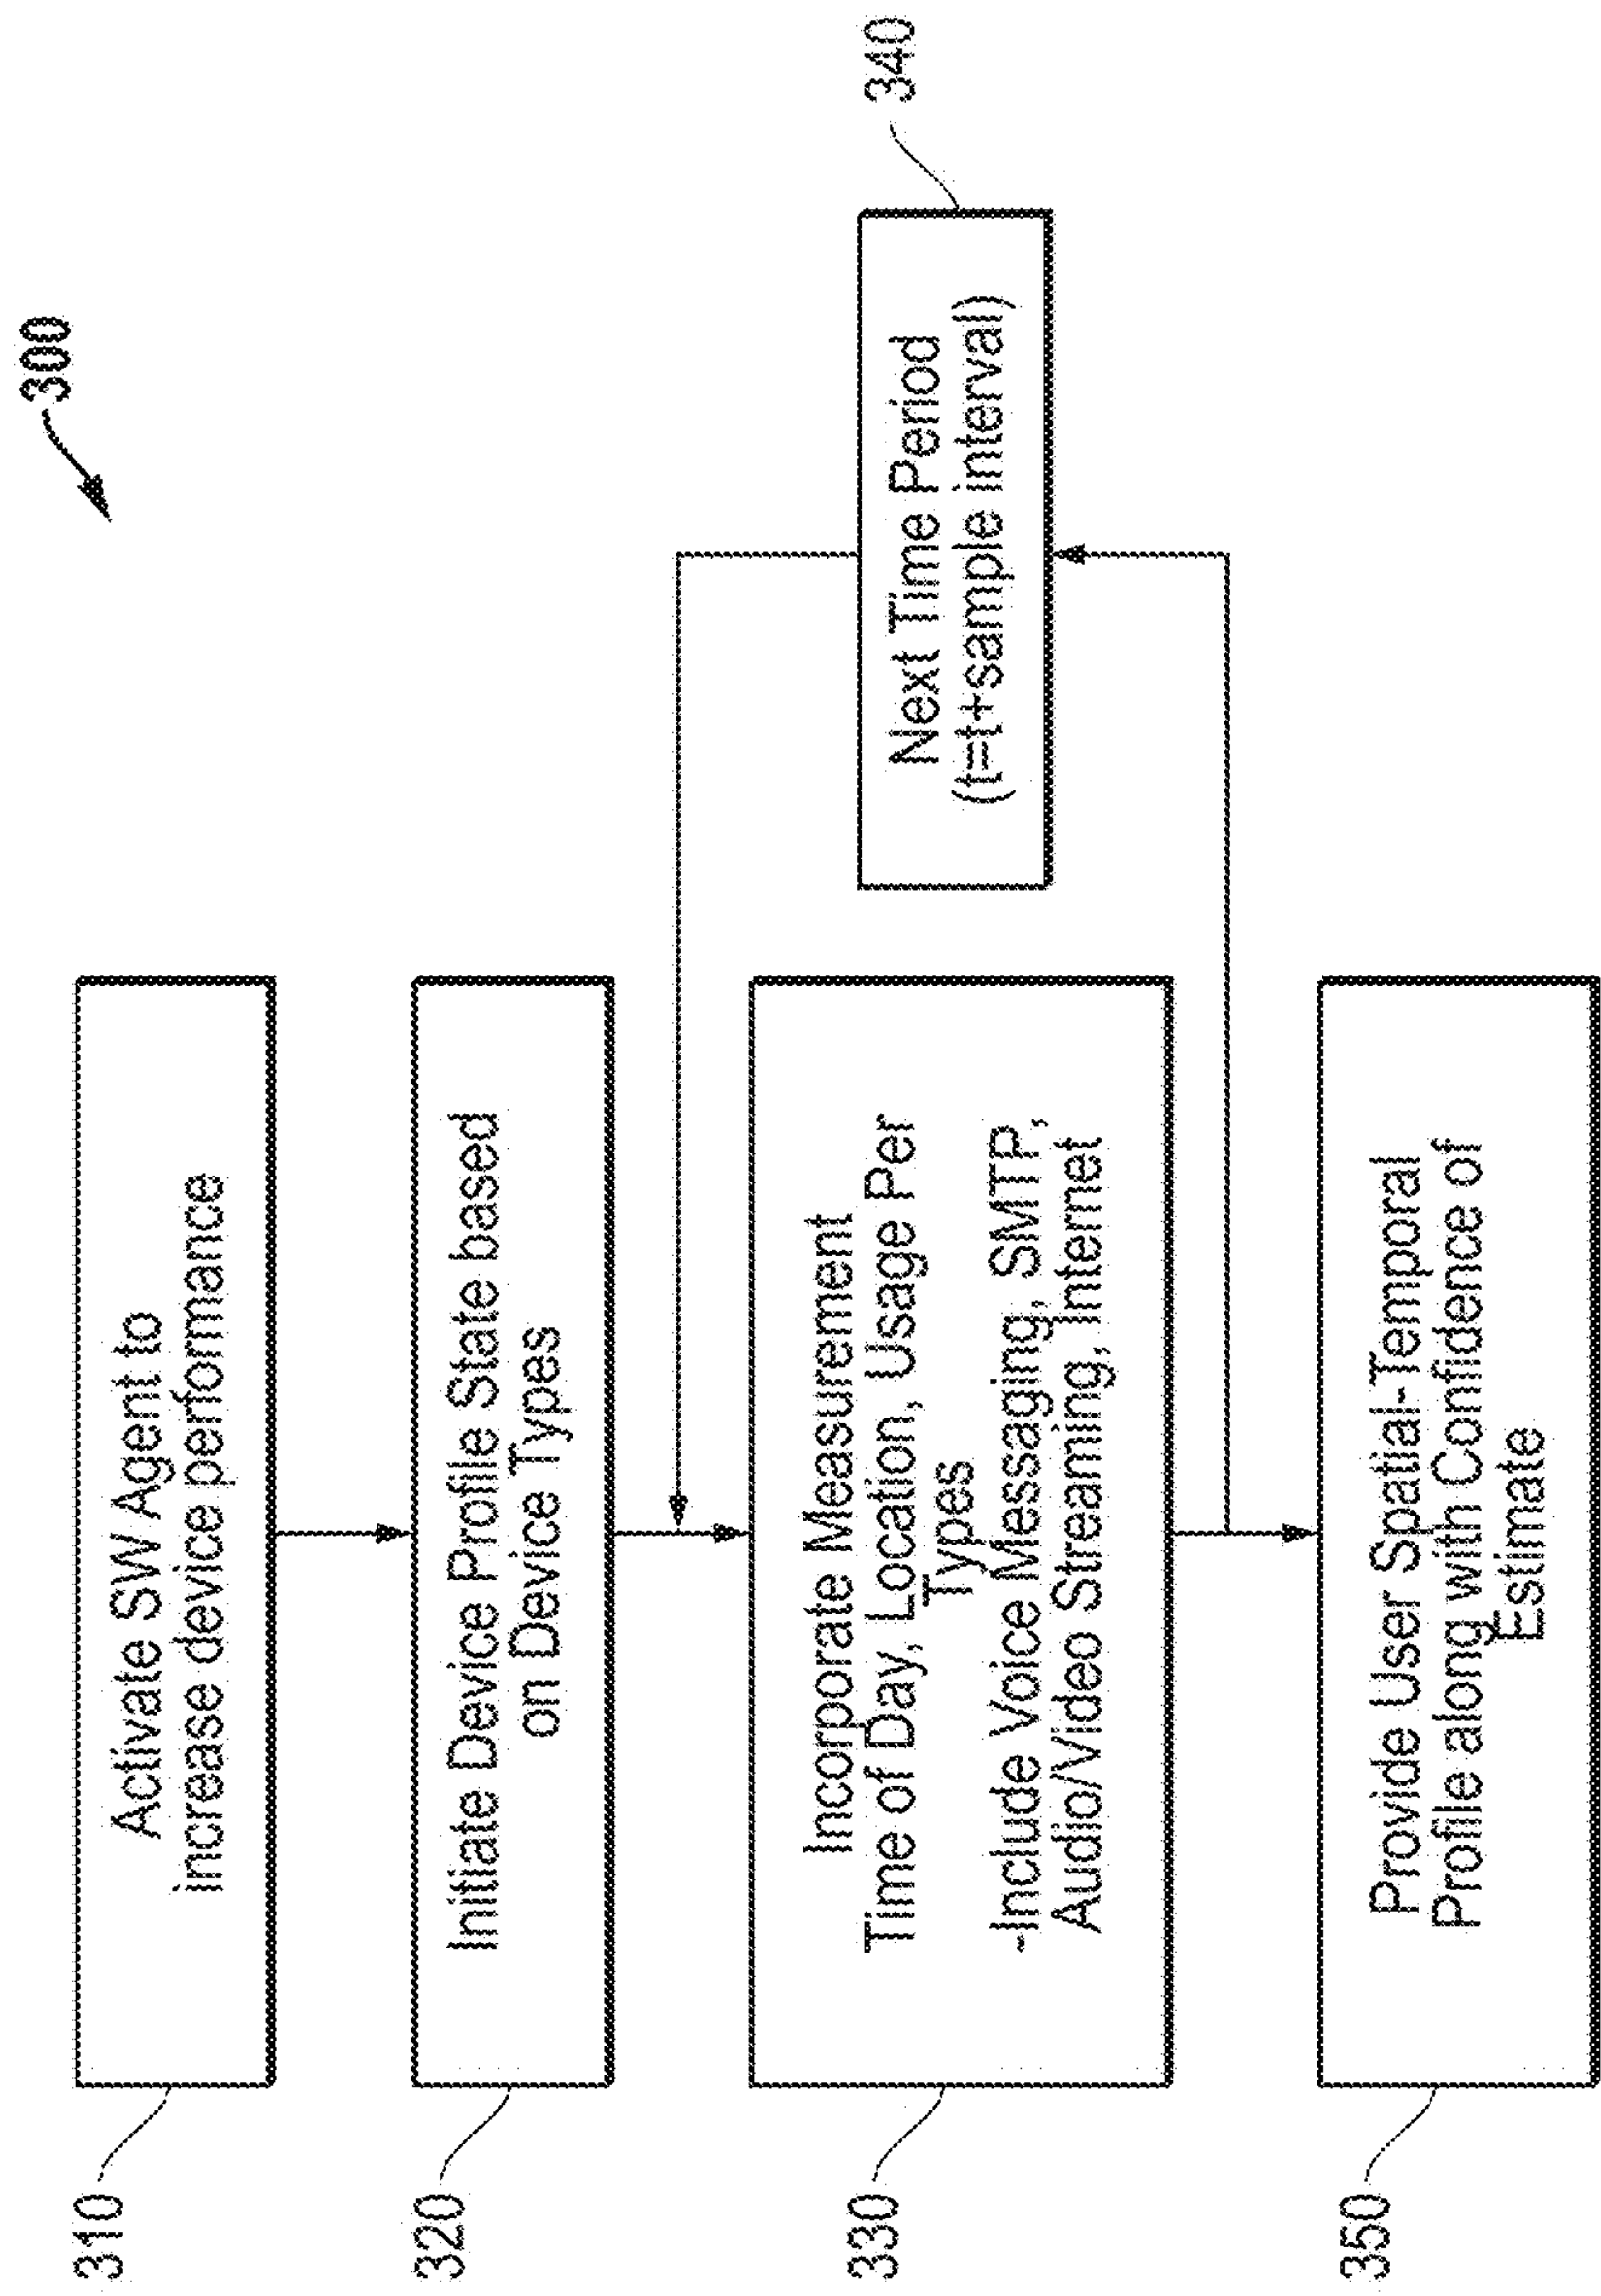 300
310
Activate SW Agent to
increase device performance
320
Initiate Device Profile State based
on Device Types
330
Incorporate Measurement
Time of Day, Location, Usage Per
Types
-Include Voice Messaging, SMTP,
Audio/Video Streaming, Internet
340
Next Time Period
(t=t+sample interval)
350
Provide User Spatial-Temporal
Profile along with Confidence of
Estimate